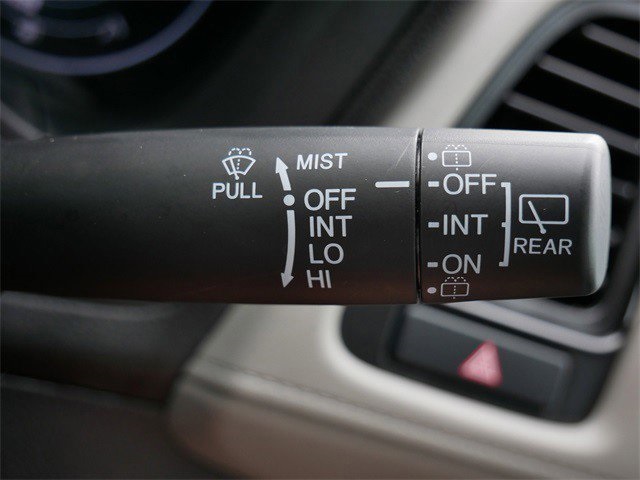 PULL
MIST
OFF
INT
LO
HI
OFF
INT
ON
REAR